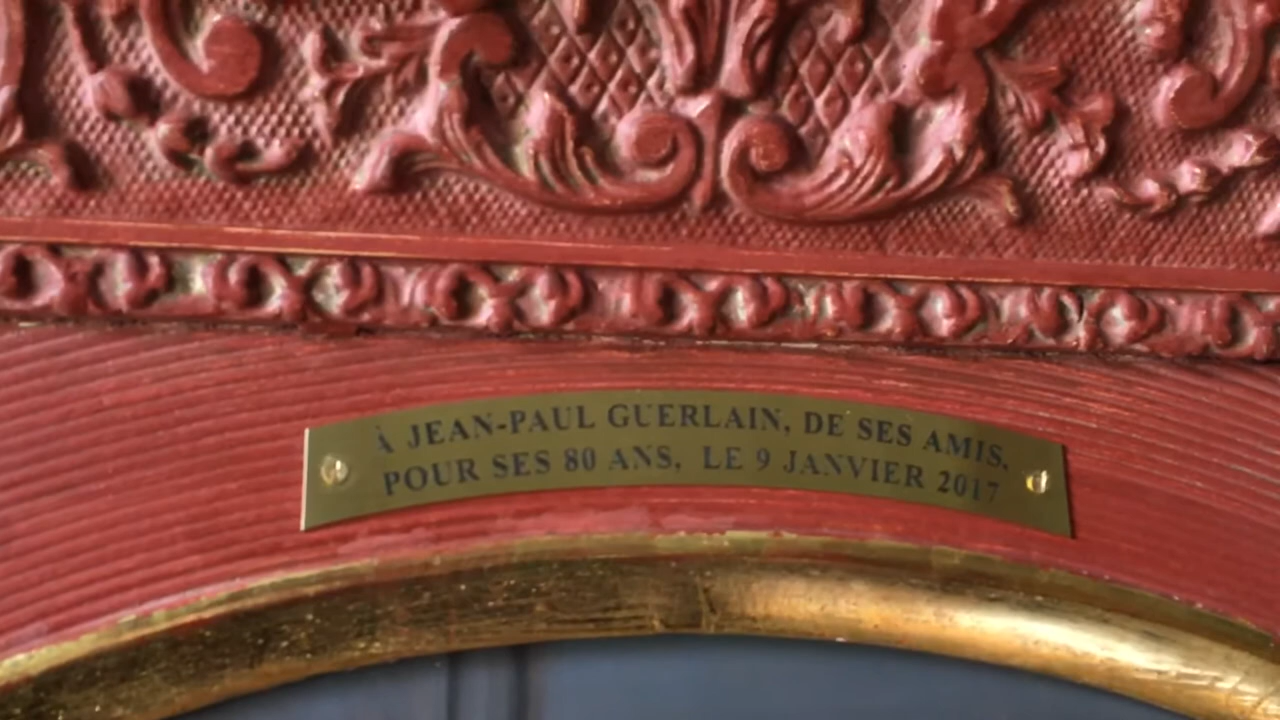 À JEAN-PAUL GUERLAIN, DE SES AMIS,
POUR SES 80 ANS, LE 9 JANVIER 2017